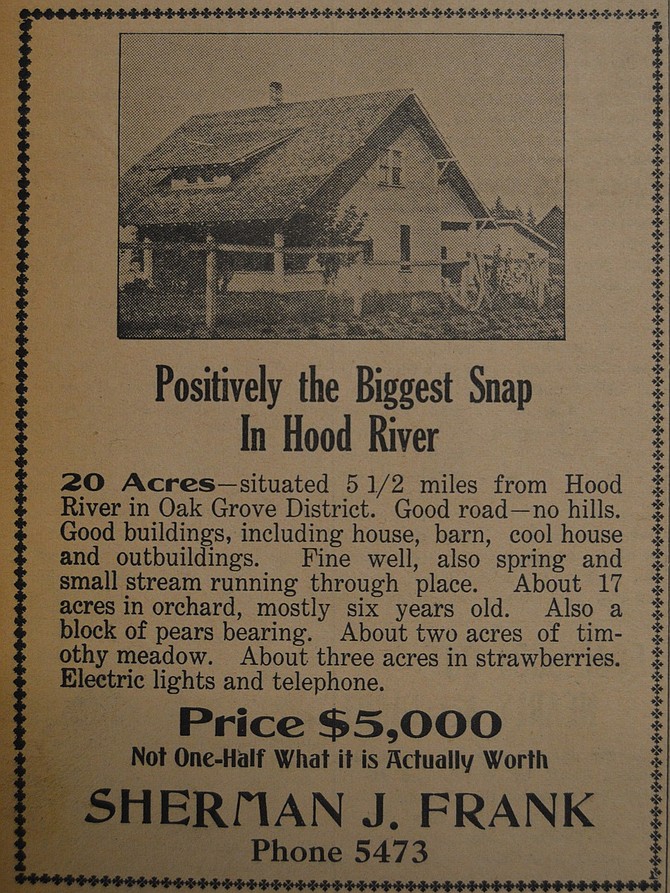 Positively the Biggest Snap
In Hood River
20 Acres—situated 5 1/2 miles from Hood
River in Oak Grove District. Good road—no hills.
Good buildings, including house, barn, cool house
and outbuildings. Fine well, also spring and
small stream running through place. About 17
acres in orchard, mostly six years old. Also a
block of pears bearing. About two acres of tim-
othy meadow. About three acres in strawberries.
Electric lights and telephone.
Price $5,000
Not One-Half What it is Actually Worth
SHERMAN J. FRANK
Phone 5473